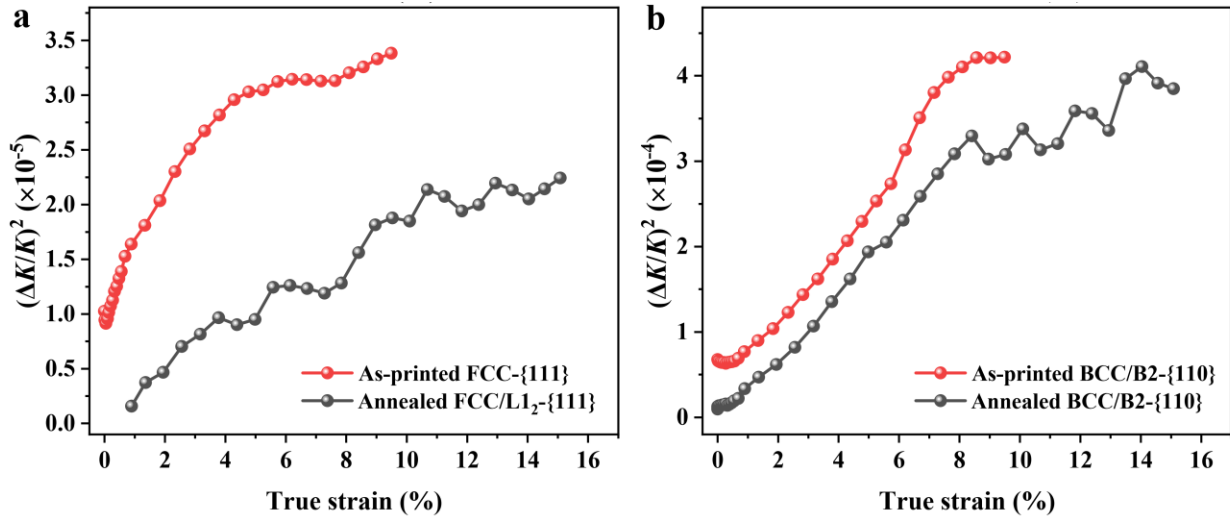 a
3.5
3.0
2.5
2.0
1.5
1.0
0.5
0.0
(ΔK/K)² (×10⁻⁵)
As-printed FCC-{111}
Annealed FCC/L1₂-{111}
0 2 4 6 8 10 12 14 16
True strain (%)
b
4
3
2
1
0
(ΔK/K)² (×10⁻⁴)
As-printed BCC/B2-{110}
Annealed BCC/B2-{110}
0 2 4 6 8 10 12 14 16
True strain (%)